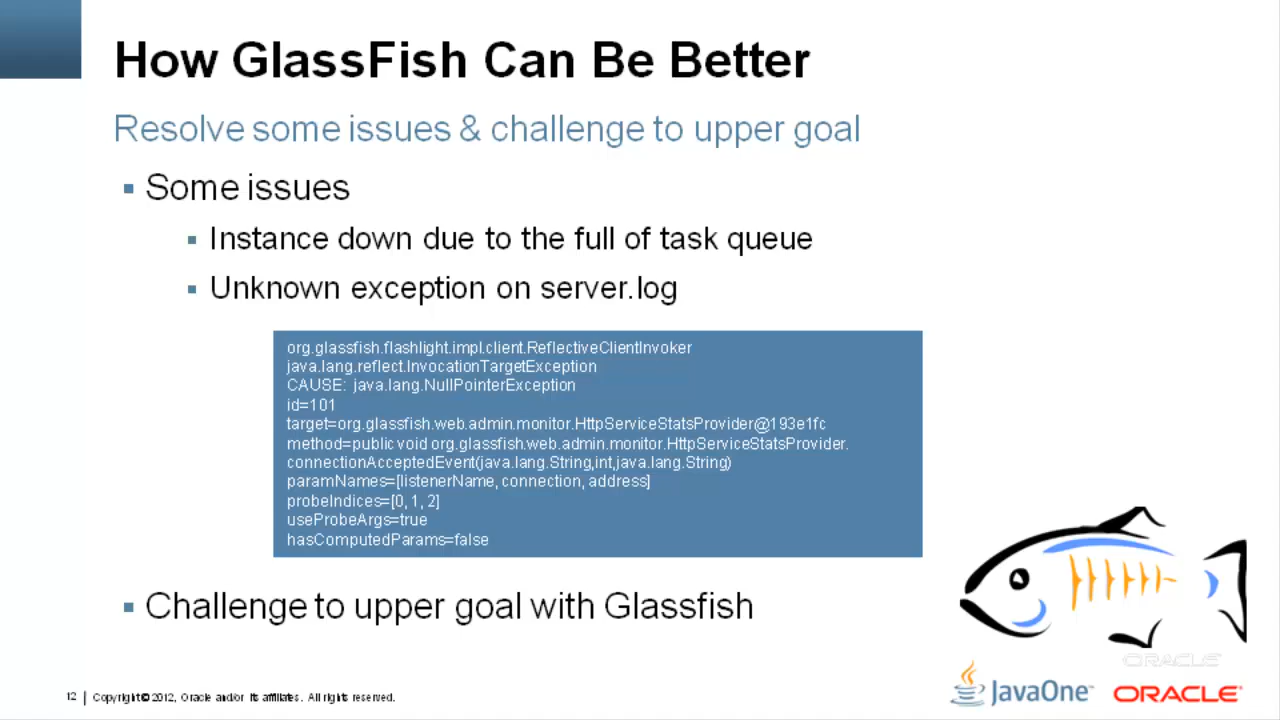 How GlassFish Can Be Better
Resolve some issues & challenge to upper goal
Some issues
Instance down due to the full of task queue
Unknown exception on server.log
org.glassfish.flashlight.impl.client.ReflectiveClientInvoker
java.lang.reflect.InvocationTargetException
CAUSE: java.lang.NullPointerException
id=101
target=org.glassfish.web.admin.monitor.HttpServiceStatsProvider@193e1fc
method=public void org.glassfish.web.admin.monitor.HttpServiceStatsProvider.
connectionAcceptedEvent(java.lang.String,int,java.lang.String)
paramNames=[listenerName, connection, address]
probeIndices=[0, 1, 2]
useProbeArgs=true
hasComputedParams=false
Challenge to upper goal with Glassfish
ORACLE
12 Copyright © 2012, Oracle and/or its affiliates. All rights reserved.
JavaOne™ ORACLE®